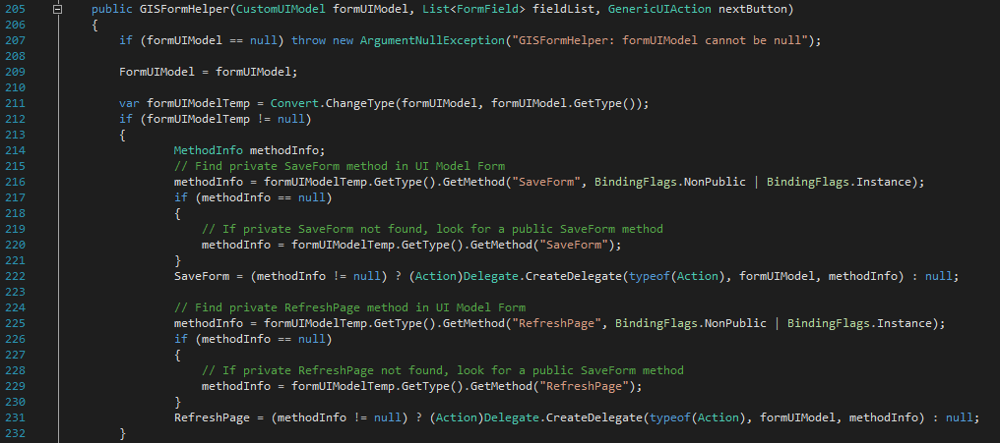 205 public GISFormHelper(CustomUIModel formUIModel, List<FormField> fieldList, GenericUIAction nextButton)
206 {
207 if (formUIModel == null) throw new ArgumentNullException("GISFormHelper: formUIModel cannot be null");
208
209 FormUIModel = formUIModel;
210
211 var formUIModelTemp = Convert.ChangeType(formUIModel, formUIModel.GetType());
212 if (formUIModelTemp != null)
213 {
214 MethodInfo methodInfo;
215 // Find private SaveForm method in UI Model Form
216 methodInfo = formUIModelTemp.GetType().GetMethod("SaveForm", BindingFlags.NonPublic | BindingFlags.Instance);
217 if (methodInfo == null)
218 {
219 // If private SaveForm not found, look for a public SaveForm method
220 methodInfo = formUIModelTemp.GetType().GetMethod("SaveForm");
221 }
222 SaveForm = (methodInfo != null) ? (Action)Delegate.CreateDelegate(typeof(Action), formUIModel, methodInfo) : null;
223
224 // Find private RefreshPage method in UI Model Form
225 methodInfo = formUIModelTemp.GetType().GetMethod("RefreshPage", BindingFlags.NonPublic | BindingFlags.Instance);
226 if (methodInfo == null)
227 {
228 // If private RefreshPage not found, look for a public SaveForm method
229 methodInfo = formUIModelTemp.GetType().GetMethod("RefreshPage");
230 }
231 RefreshPage = (methodInfo != null) ? (Action)Delegate.CreateDelegate(typeof(Action), formUIModel, methodInfo) : null;
232 }